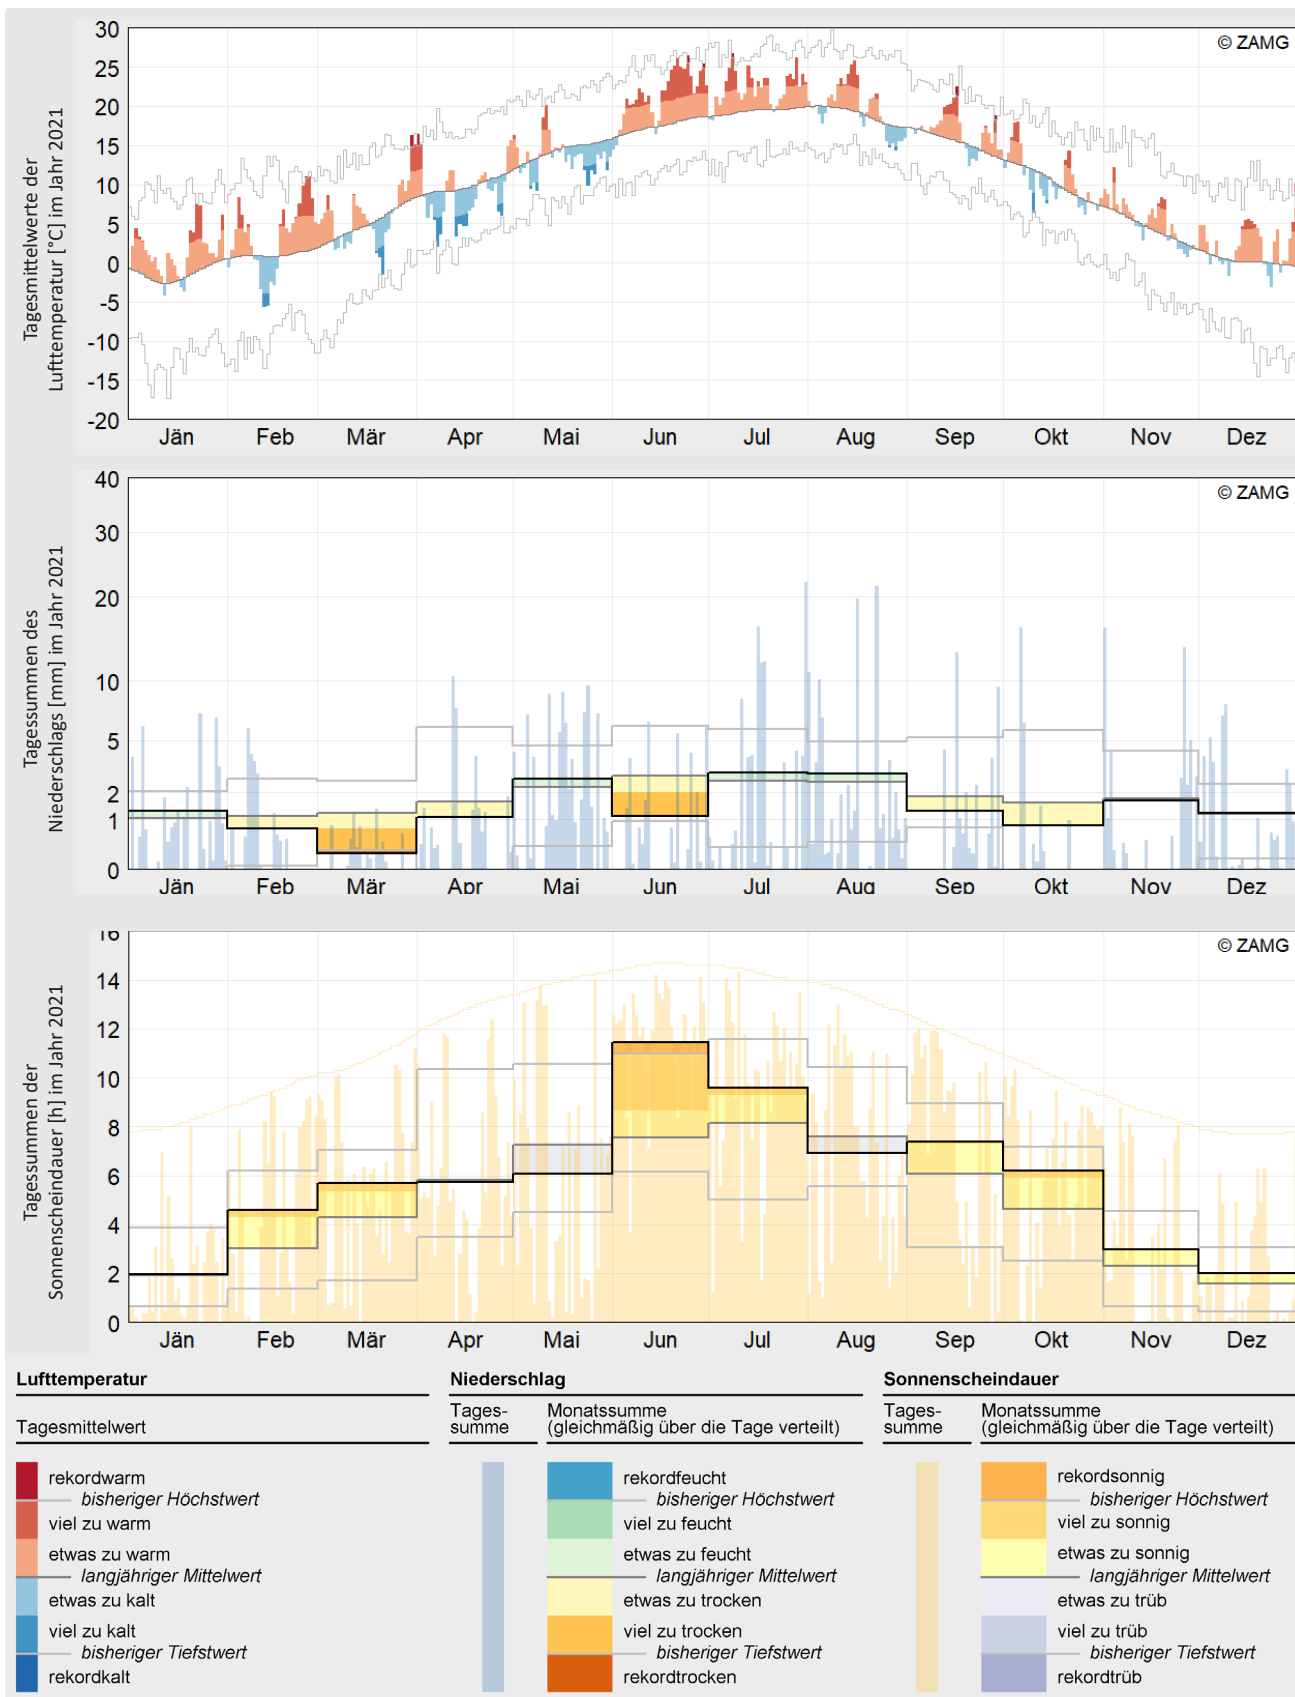 Tagesmittelwerte der
Lufttemperatur [°C] im Jahr 2021
30
25
20
15
10
5
0
-5
-10
-15
-20
© ZAMG
Jän Feb Mär Apr Mai Jun Jul Aug Sep Okt Nov Dez
Tagessummen des
Niederschlags [mm] im Jahr 2021
40
30
20
10
5
2
1
0
© ZAMG
Jän Feb Mär Apr Mai Jun Jul Aug Sep Okt Nov Dez
Tagessummen der
Sonnenscheindauer [h] im Jahr 2021
16
14
12
10
8
6
4
2
0
© ZAMG
Jän Feb Mär Apr Mai Jun Jul Aug Sep Okt Nov Dez
Lufttemperatur
Tagesmittelwert
rekordwarm
bisheriger Höchstwert
viel zu warm
etwas zu warm
langjähriger Mittelwert
etwas zu kalt
viel zu kalt
bisheriger Tiefstwert
rekordkalt
Niederschlag
Tages-
summe
Monatssumme
(gleichmäßig über die Tage verteilt)
rekordfeucht
bisheriger Höchstwert
viel zu feucht
etwas zu feucht
langjähriger Mittelwert
etwas zu trocken
viel zu trocken
bisheriger Tiefstwert
rekordtrocken
Sonnenscheindauer
Tages-
summe
Monatssumme
(gleichmäßig über die Tage verteilt)
rekordsonnig
bisheriger Höchstwert
viel zu sonnig
etwas zu sonnig
langjähriger Mittelwert
etwas zu trüb
viel zu trüb
bisheriger Tiefstwert
rekordtrüb